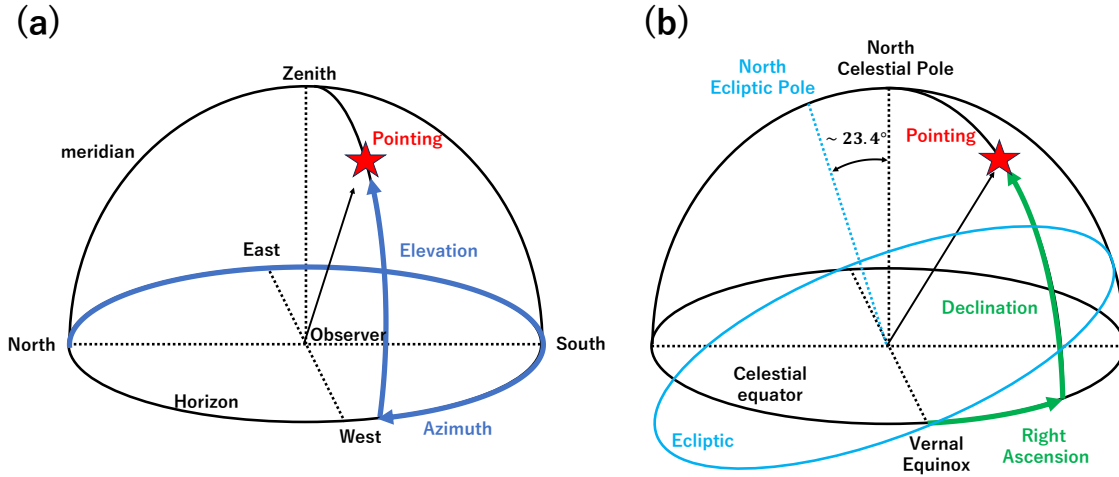 (a)
Zenith
Pointing
meridian
East
Elevation
North
Observer
South
Horizon
West
Azimuth
(b)
North
Celestial Pole
North
Ecliptic Pole
~ 23.4°
Pointing
Declination
Celestial
equator
Ecliptic
Vernal
Equinox
Right
Ascension